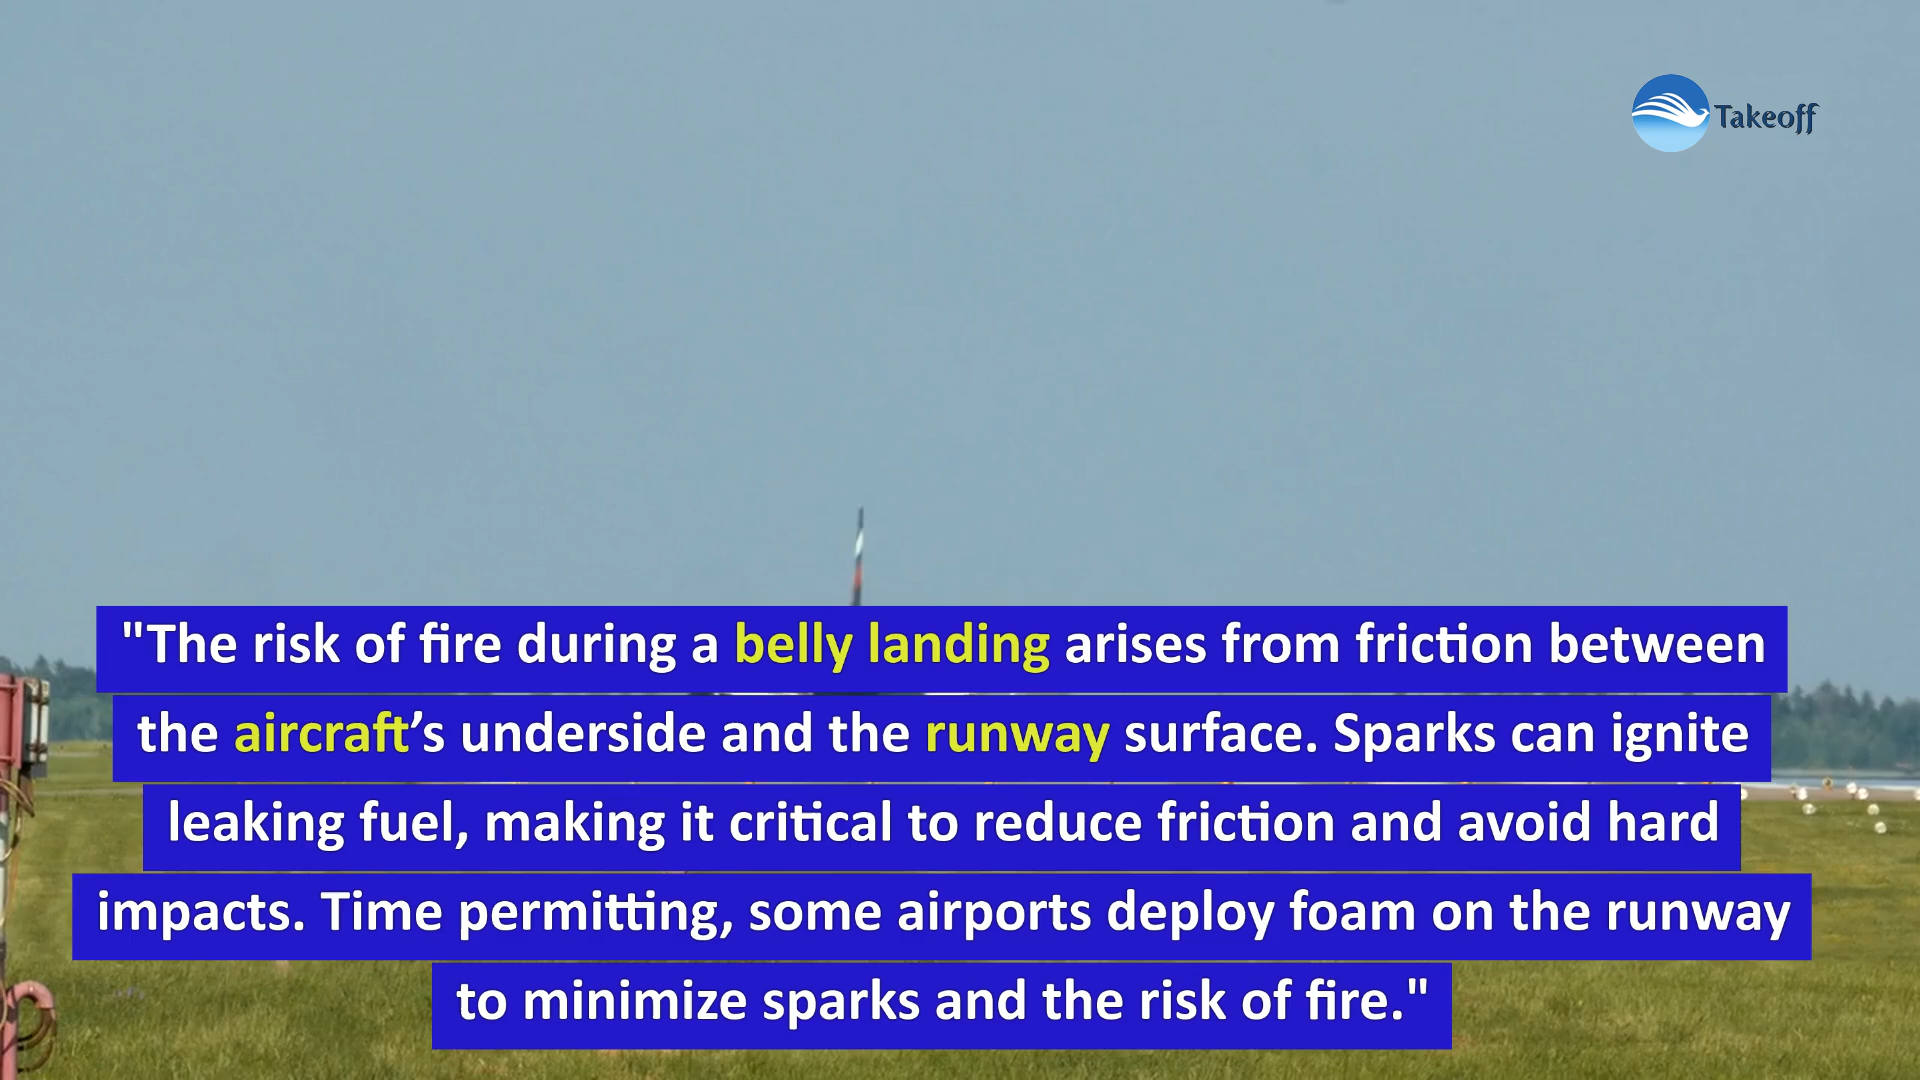 Takeoff
"The risk of fire during a belly landing arises from friction between
the aircraft’s underside and the runway surface. Sparks can ignite
leaking fuel, making it critical to reduce friction and avoid hard
impacts. Time permitting, some airports deploy foam on the runway
to minimize sparks and the risk of fire."